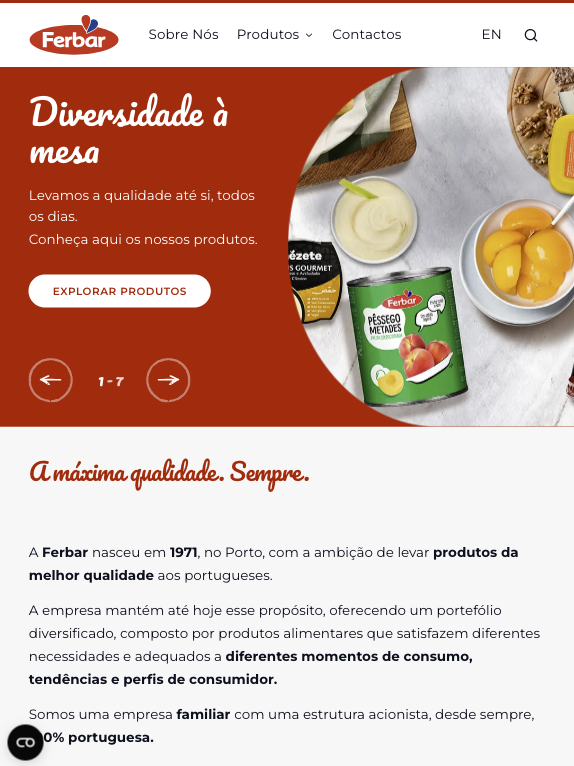 Ferbar
Sobre Nós
Produtos
Contactos
EN
Diversidade à
mesa
Levamos a qualidade até si, todos
os dias.
Conheça aqui os nossos produtos.
EXPLORAR PRODUTOS
1 - 7
GOURMET
Ferbar
PÊSSEGO
METADES
A máxima qualidade. Sempre.
A Ferbar nasceu em 1971, no Porto, com a ambição de levar produtos da
melhor qualidade aos portugueses.
A empresa mantém até hoje esse propósito, oferecendo um portefólio
diversificado, composto por produtos alimentares que satisfazem diferentes
necessidades e adequados a diferentes momentos de consumo,
tendências e perfis de consumidor.
Somos uma empresa familiar com uma estrutura acionista, desde sempre,
0% portuguesa.